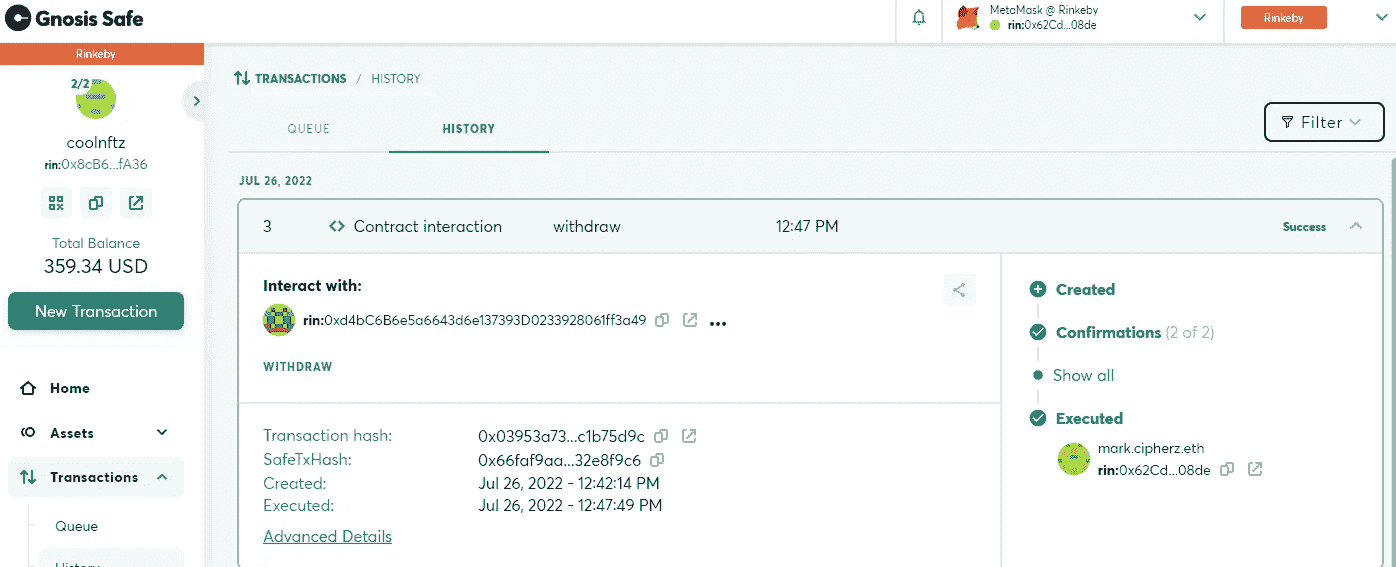 Gnosis Safe
MetaMask @ Rinkeby
rin:0x62Cd...08de
Rinkeby
Rinkeby
2/2
coolnftz
rin:0x8cB6...fA36
Total Balance
359.34 USD
New Transaction
Home
Assets
Transactions
Queue
History
TRANSACTIONS / HISTORY
QUEUE
HISTORY
Filter
JUL 26, 2022
3 Contract interaction withdraw 12:47 PM Success
Interact with:
rin:0xd4bC6B6e5a6643d6e137393D0233928061ff3a49
WITHDRAW
Transaction hash: 0x03953a73...c1b75d9c
SafeTxHash: 0x66faf9aa...32e8f9c6
Created: Jul 26, 2022 - 12:42:14 PM
Executed: Jul 26, 2022 - 12:47:49 PM
Advanced Details
Created
Confirmations (2 of 2)
Show all
Executed
mark.cipherz.eth
rin:0x62Cd...08de